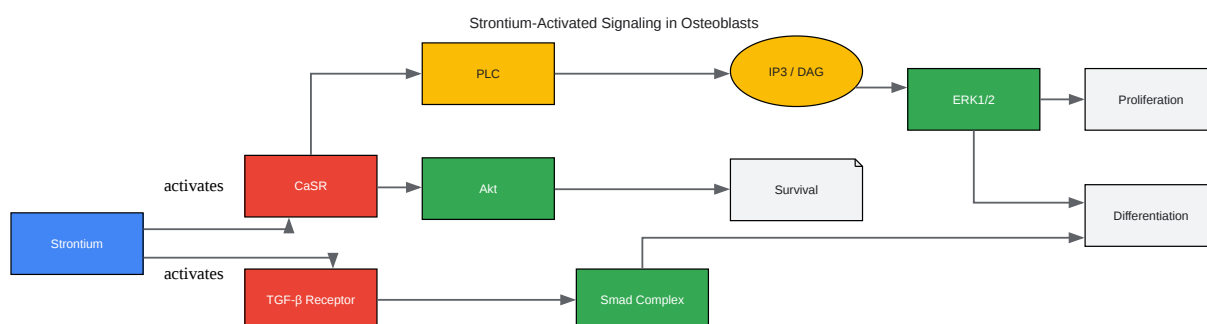 Strontium-Activated Signaling in Osteoblasts
PLC
IP3 / DAG
ERK1/2
Proliferation
activates
CaSR
Akt
Survival
Differentiation
Strontium
activates
TGF-β Receptor
Smad Complex